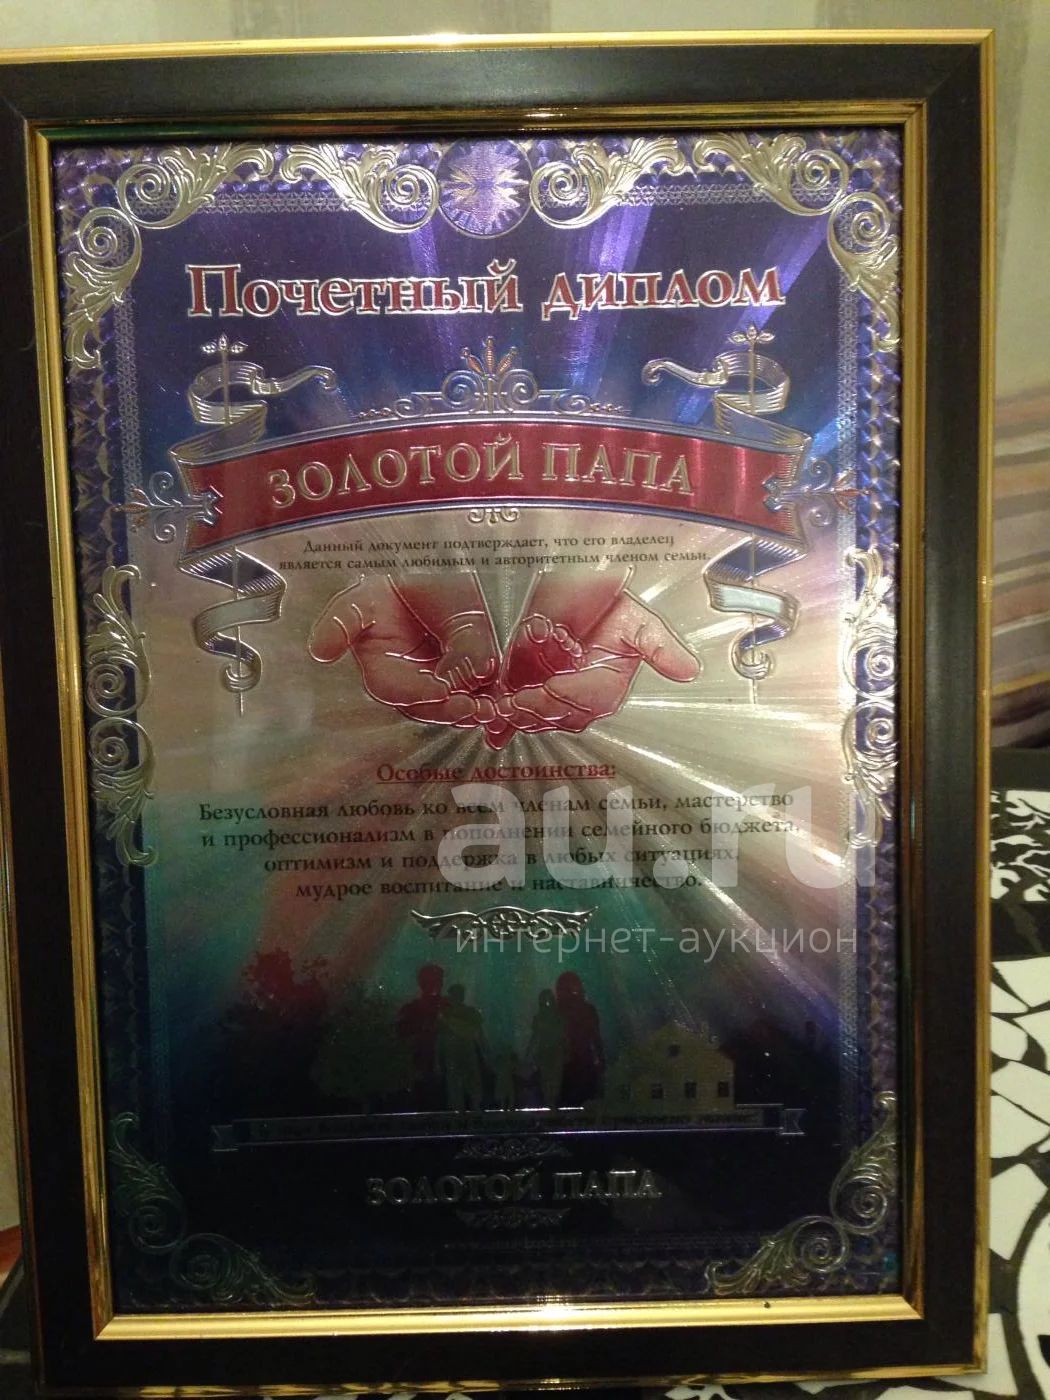 Почетный диплом
ЗОЛОТОЙ ПАПА
Данный документ подтверждает, что его владелец
является самым любимым и авторитетным членом семьи.
Особые достоинства:
Безусловная любовь ко всем членам семьи, мастерство
и профессионализм в пополнении семейного бюджета,
оптимизм и поддержка в любых ситуациях,
мудрое воспитание и наставничество.
au.ru
интернет-аукцион
ЗОЛОТОЙ ПАПА